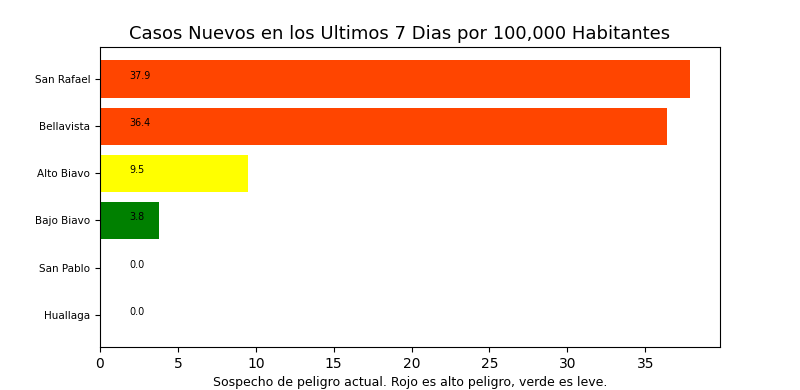 Casos Nuevos en los Ultimos 7 Dias por 100,000 Habitantes
San Rafael 37.9
Bellavista 36.4
Alto Biavo 9.5
Bajo Biavo 3.8
San Pablo 0.0
Huallaga 0.0
0 5 10 15 20 25 30 35
Sospecho de peligro actual. Rojo es alto peligro, verde es leve.